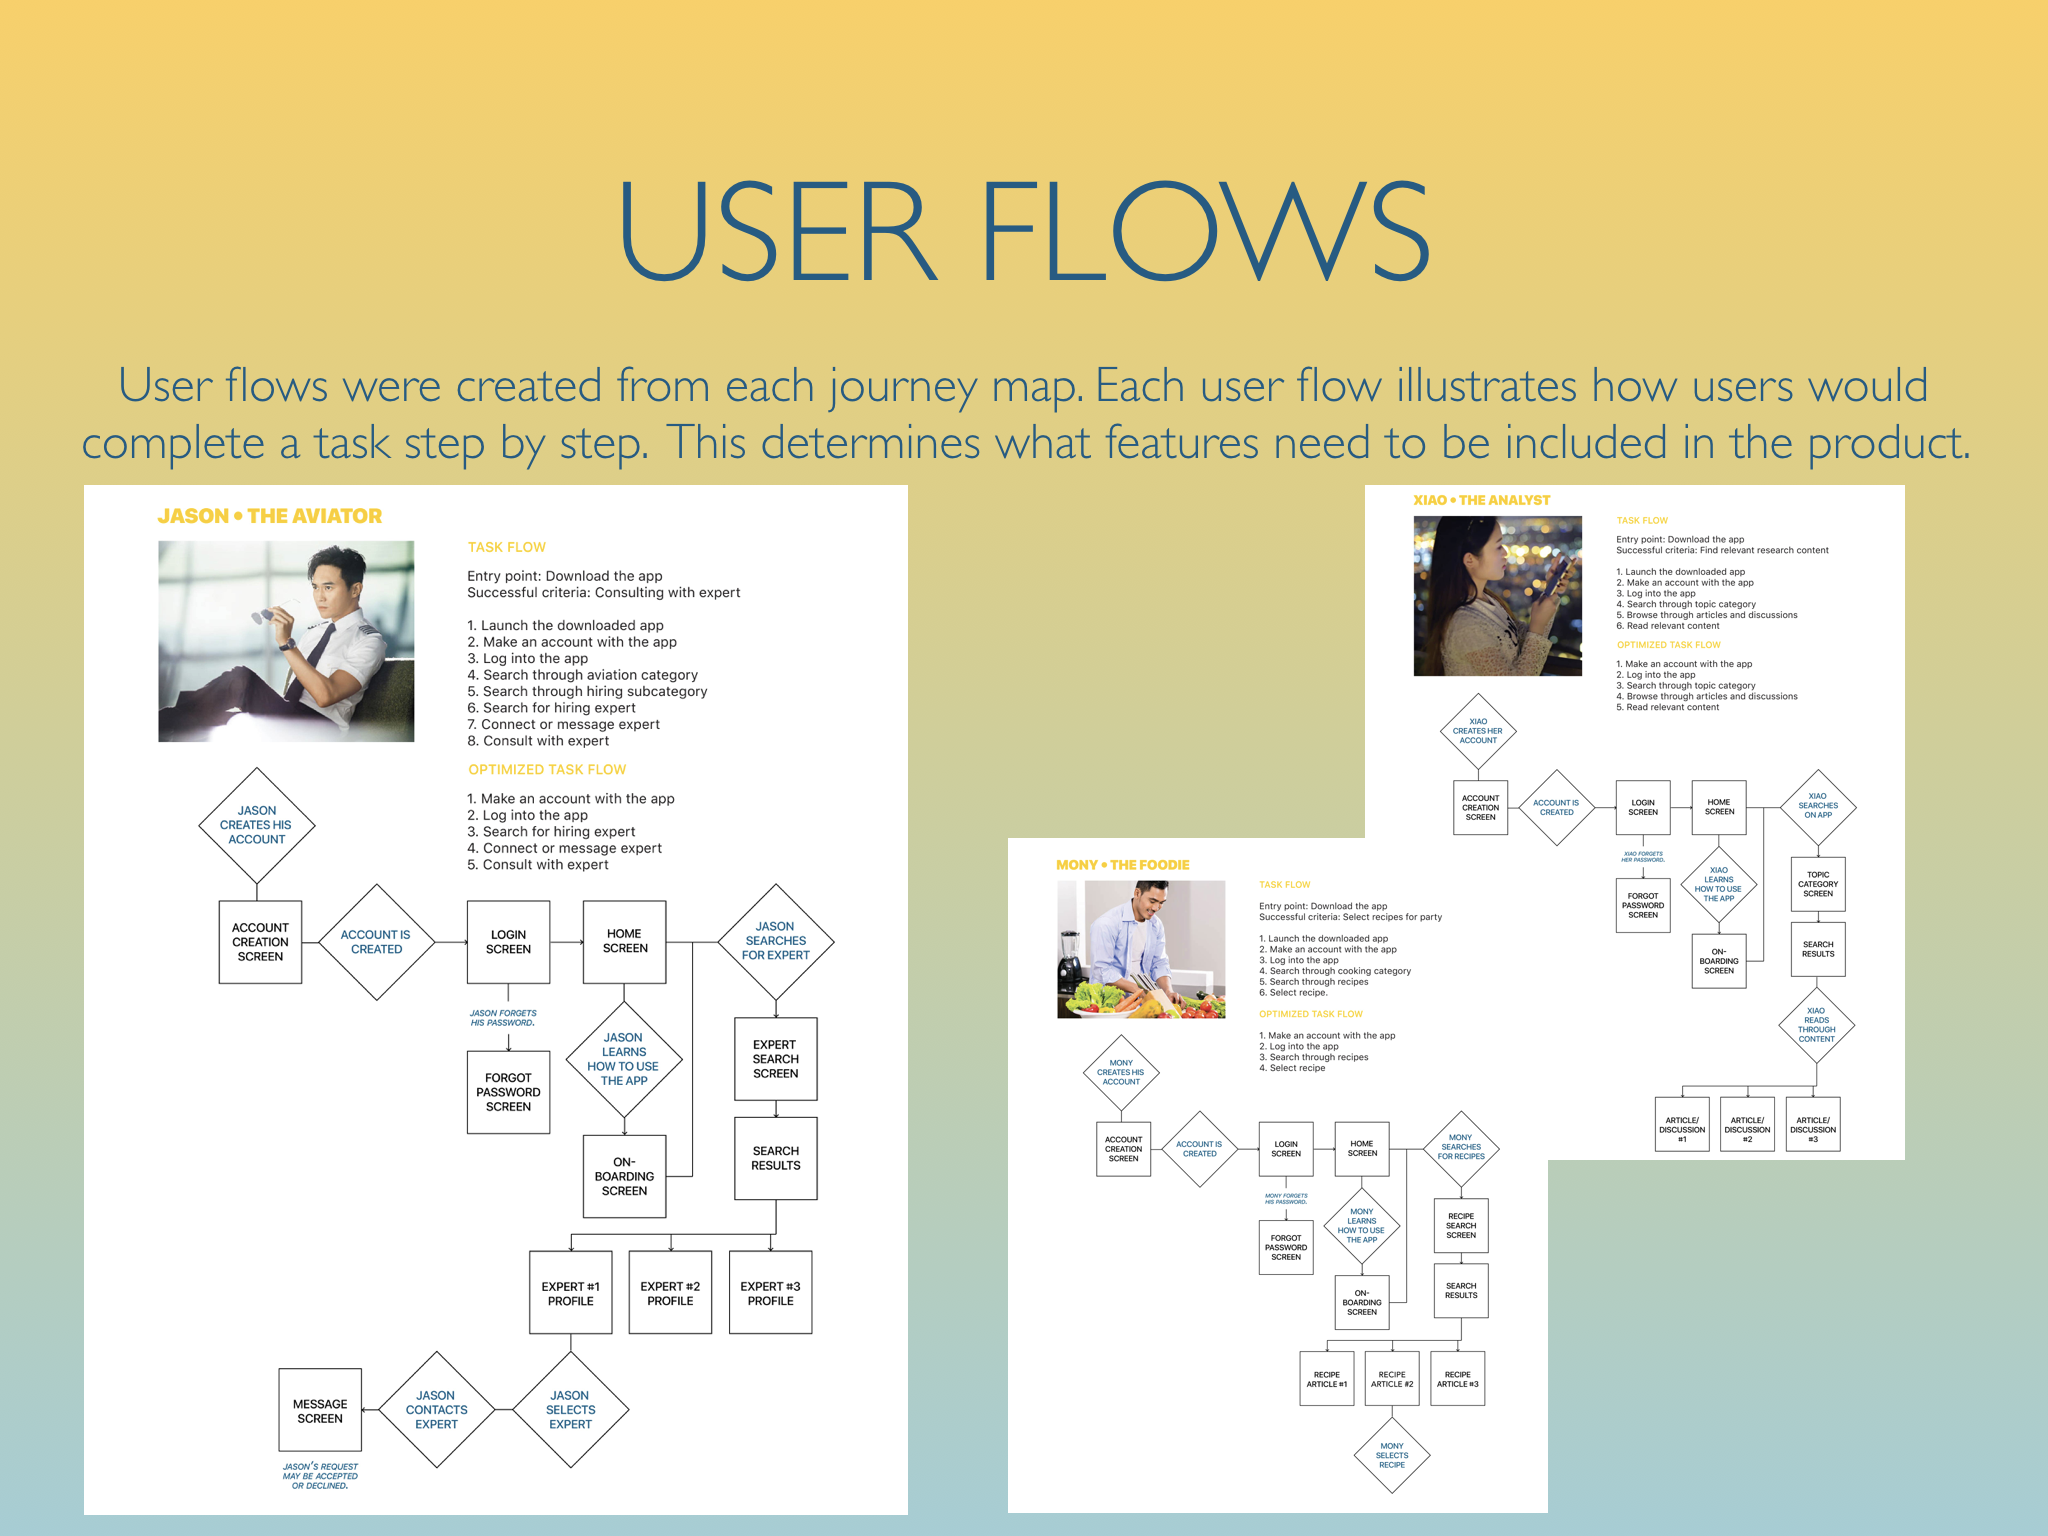 USER FLOWS
User flows were created from each journey map. Each user flow illustrates how users would
complete a task step by step. This determines what features need to be included in the product.
JASON • THE AVIATOR
TASK FLOW
Entry point: Download the app
Successful criteria: Consulting with expert
1. Launch the downloaded app
2. Make an account with the app
3. Log into the app
4. Search through aviation category
5. Search through hiring subcategory
6. Search for hiring expert
7. Connect or message expert
8. Consult with expert
OPTIMIZED TASK FLOW
1. Make an account with the app
2. Log into the app
3. Search for hiring expert
4. Connect or message expert
5. Consult with expert
JASON
CREATES HIS
ACCOUNT
ACCOUNT
CREATION
SCREEN
ACCOUNT IS
CREATED
LOGIN
SCREEN
HOME
SCREEN
JASON
SEARCHES
FOR EXPERT
JASON FORGETS
HIS PASSWORD.
FORGOT
PASSWORD
SCREEN
JASON
LEARNS
HOW TO USE
THE APP
ON-
BOARDING
SCREEN
EXPERT
SEARCH
SCREEN
SEARCH
RESULTS
EXPERT #1
PROFILE
EXPERT #2
PROFILE
EXPERT #3
PROFILE
JASON
SELECTS
EXPERT
JASON
CONTACTS
EXPERT
MESSAGE
SCREEN
JASON'S REQUEST
MAY BE ACCEPTED
OR DECLINED.
MONY • THE FOODIE
TASK FLOW
Entry point: Download the app
Successful criteria: Select recipes for party
1. Launch the downloaded app
2. Make an account with the app
3. Log into the app
4. Search through cooking category
5. Search through recipes
6. Select recipe.
OPTIMIZED TASK FLOW
1. Make an account with the app
2. Log into the app
3. Search through recipes
4. Select recipe
MONY
CREATES HIS
ACCOUNT
ACCOUNT
CREATION
SCREEN
ACCOUNT IS
CREATED
LOGIN
SCREEN
HOME
SCREEN
MONY
SEARCHES
FOR RECIPES
MONY FORGETS
HIS PASSWORD.
FORGOT
PASSWORD
SCREEN
MONY
LEARNS
HOW TO USE
THE APP
ON-
BOARDING
SCREEN
RECIPE
SEARCH
SCREEN
SEARCH
RESULTS
RECIPE
ARTICLE #1
RECIPE
ARTICLE #2
RECIPE
ARTICLE #3
MONY
SELECTS
RECIPE
XIAO • THE ANALYST
TASK FLOW
Entry point: Download the app
Successful criteria: Find relevant research content
1. Launch the downloaded app
2. Make an account with the app
3. Log into the app
4. Search through topic category
5. Browse through articles and discussions
6. Read relevant content
OPTIMIZED TASK FLOW
1. Make an account with the app
2. Log into the app
3. Search through topic category
4. Browse through articles and discussions
5. Read relevant content
XIAO
CREATES HER
ACCOUNT
ACCOUNT
CREATION
SCREEN
ACCOUNT IS
CREATED
LOGIN
SCREEN
HOME
SCREEN
XIAO
SEARCHES
ON APP
XIAO FORGETS
HER PASSWORD.
FORGOT
PASSWORD
SCREEN
XIAO
LEARNS
HOW TO USE
THE APP
ON-
BOARDING
SCREEN
TOPIC
CATEGORY
SCREEN
SEARCH
RESULTS
XIAO
READS
THROUGH
CONTENT
ARTICLE/
DISCUSSION
#1
ARTICLE/
DISCUSSION
#2
ARTICLE/
DISCUSSION
#3